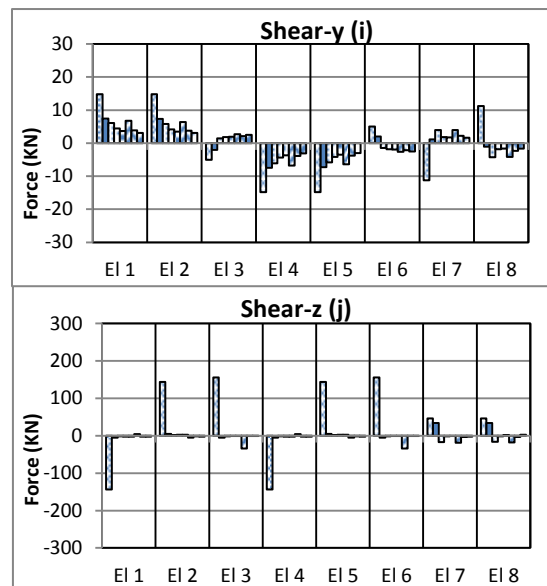 Shear-y (i)
30
20
10
0
-10
-20
-30
Force (KN)
El 1 El 2 El 3 El 4 El 5 El 6 El 7 El 8
Shear-z (j)
300
200
100
0
-100
-200
-300
Force (KN)
El 1 El 2 El 3 El 4 El 5 El 6 El 7 El 8